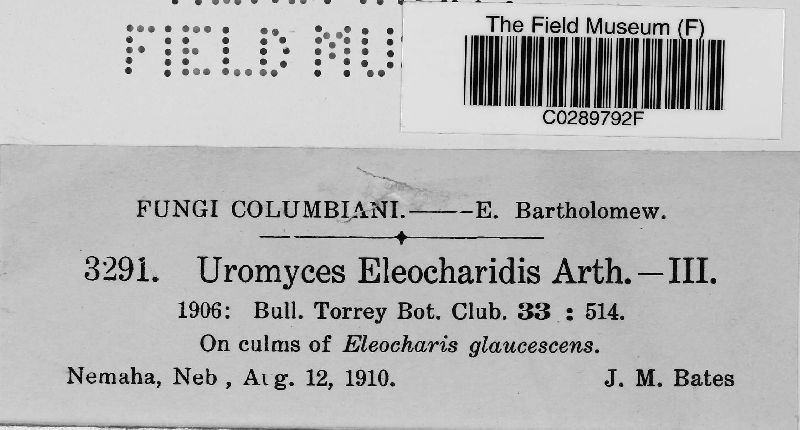 FIELD MU
The Field Museum (F)
C0289792F
FUNGI COLUMBIANI.——E. Bartholomew.
3291. Uromyces Eleocharidis Arth.—III.
1906: Bull. Torrey Bot. Club. 33 : 514.
On culms of Eleocharis glaucescens.
Nemaha, Neb , Aug. 12, 1910. J. M. Bates